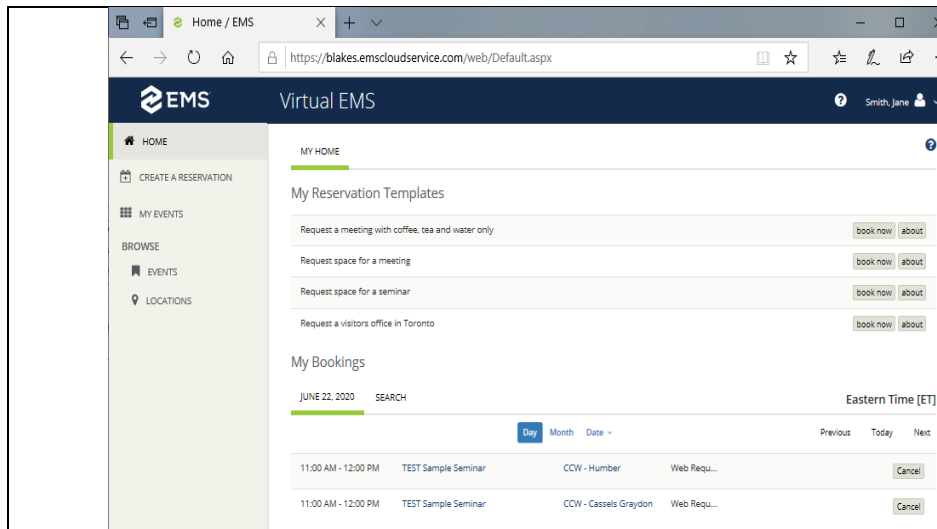 Home / EMS
https://blakes.emscloudservice.com/web/Default.aspx
EMS
Virtual EMS
Smith, Jane
HOME
CREATE A RESERVATION
MY EVENTS
BROWSE
EVENTS
LOCATIONS
MY HOME
My Reservation Templates
Request a meeting with coffee, tea and water only book now about
Request space for a meeting book now about
Request space for a seminar book now about
Request a visitors office in Toronto book now about
My Bookings
JUNE 22, 2020 SEARCH Eastern Time [ET]
Day Month Date Previous Today Next
11:00 AM - 12:00 PM TEST Sample Seminar CCW - Humber Web Requ... Cancel
11:00 AM - 12:00 PM TEST Sample Seminar CCW - Cassels Graydon Web Requ... Cancel